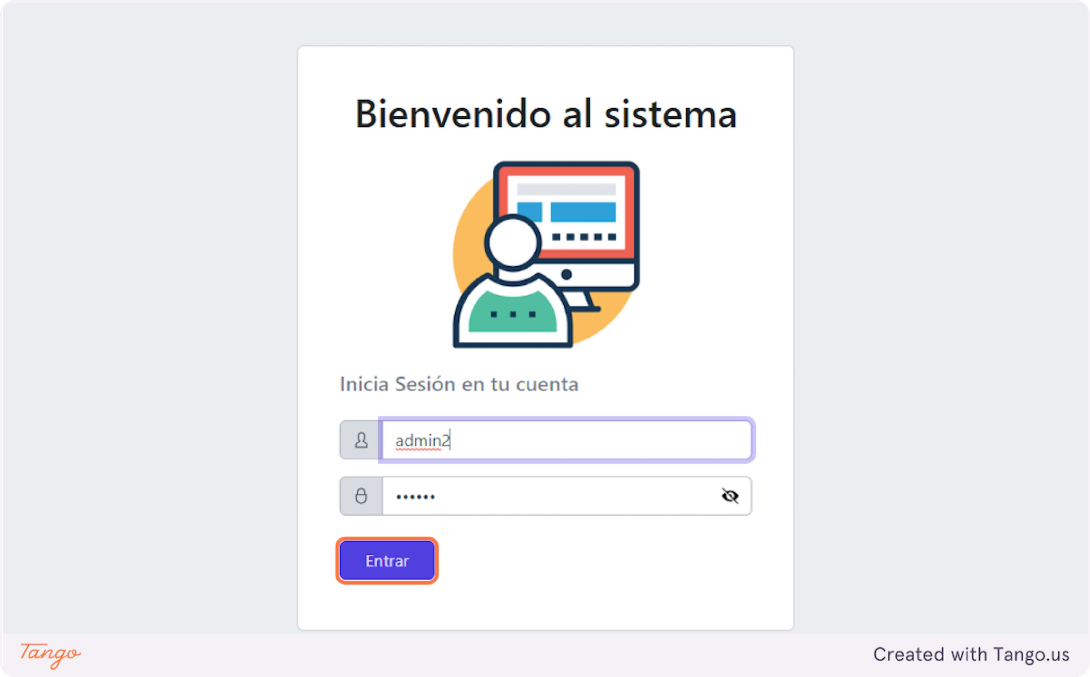 Bienvenido al sistema
Inicia Sesión en tu cuenta
admin2
••••••
Entrar
Tango
Created with Tango.us